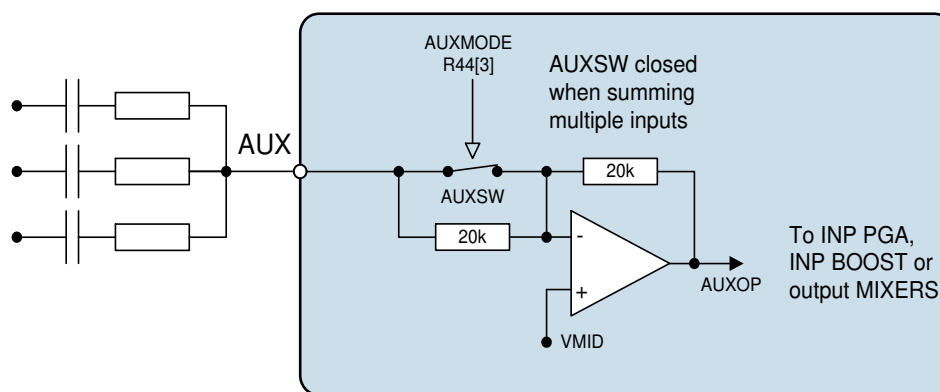 AUXMODE
R44[3]
AUXSW closed
when summing
multiple inputs
AUX
20k
AUXSW
20k
-
+
To INP PGA,
INP BOOST or
output MIXERS
AUXOP
VMID